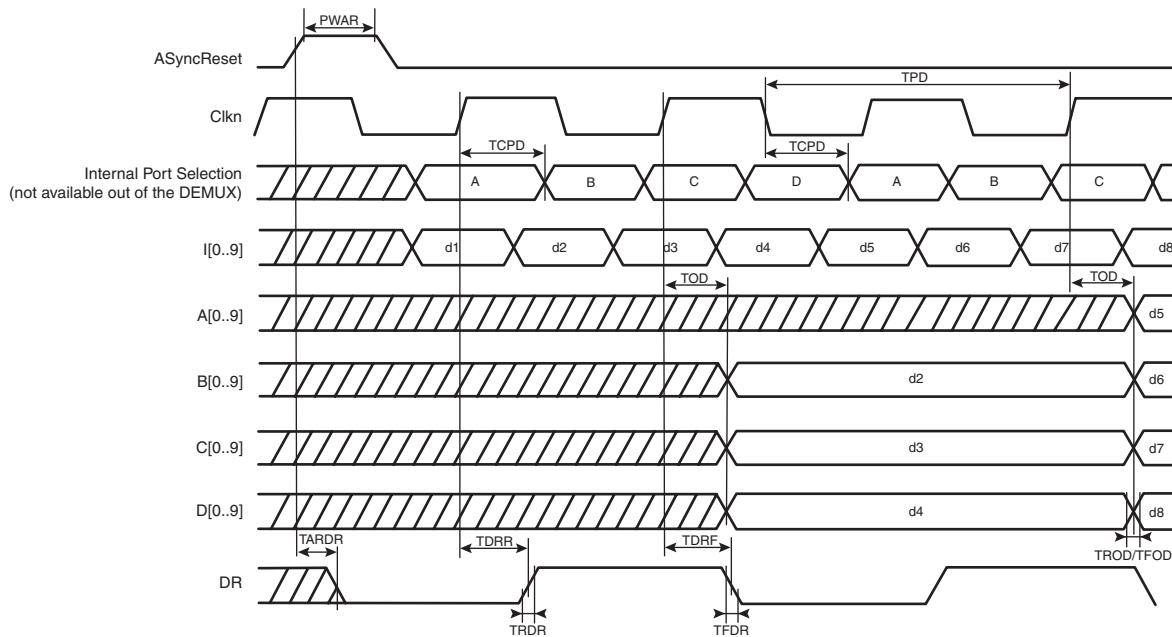 PWAR
ASyncReset
TPD
Clkn
TCPD TCPD
Internal Port Selection
(not available out of the DEMUX)
A B C D A B C
I[0..9] d1 d2 d3 d4 d5 d6 d7 d8
TOD TOD
A[0..9] d5
B[0..9] d2 d6
C[0..9] d3 d7
D[0..9] d4 d8
TARDR TDRR TDRF TROD/TFOD
DR
TRDR TFDR